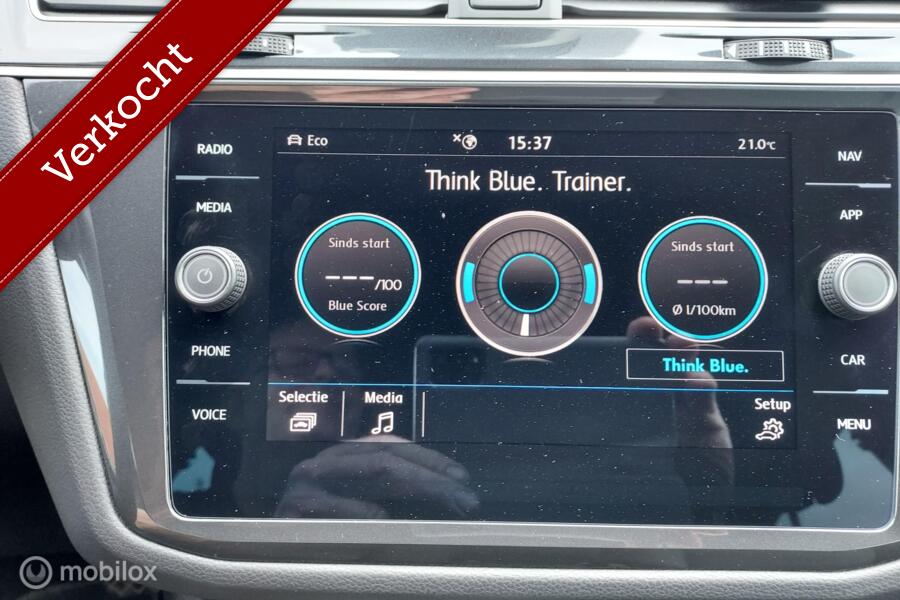 Verkocht
Eco
15:37
21.0°C
RADIO
MEDIA
PHONE
VOICE
Think Blue. Trainer.
Sinds start
---/100
Blue Score
Sinds start
---
Ø l/100km
Think Blue.
Selectie
Media
Setup
NAV
APP
CAR
MENU
mobilox